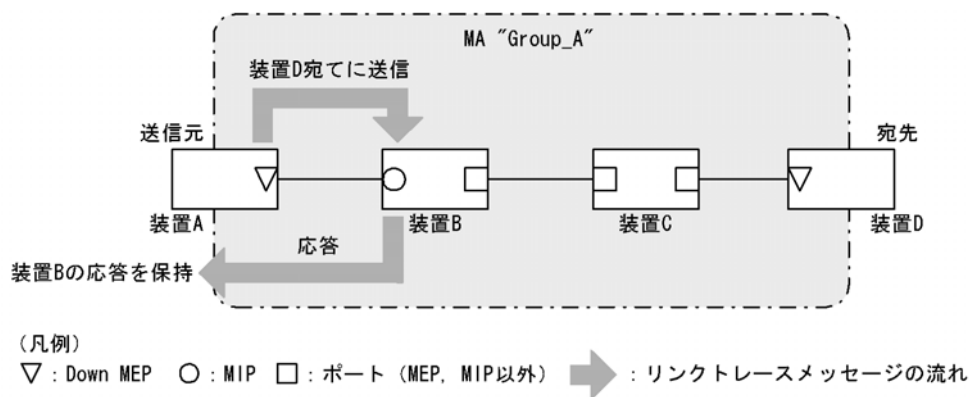 MA "Group_A"
装置D宛てに送信
送信元
宛先
装置A
装置B
装置C
装置D
応答
装置Bの応答を保持
(凡例)
▽：Down MEP ○：MIP □：ポート（MEP, MIP以外） ：リンクトレースメッセージの流れ